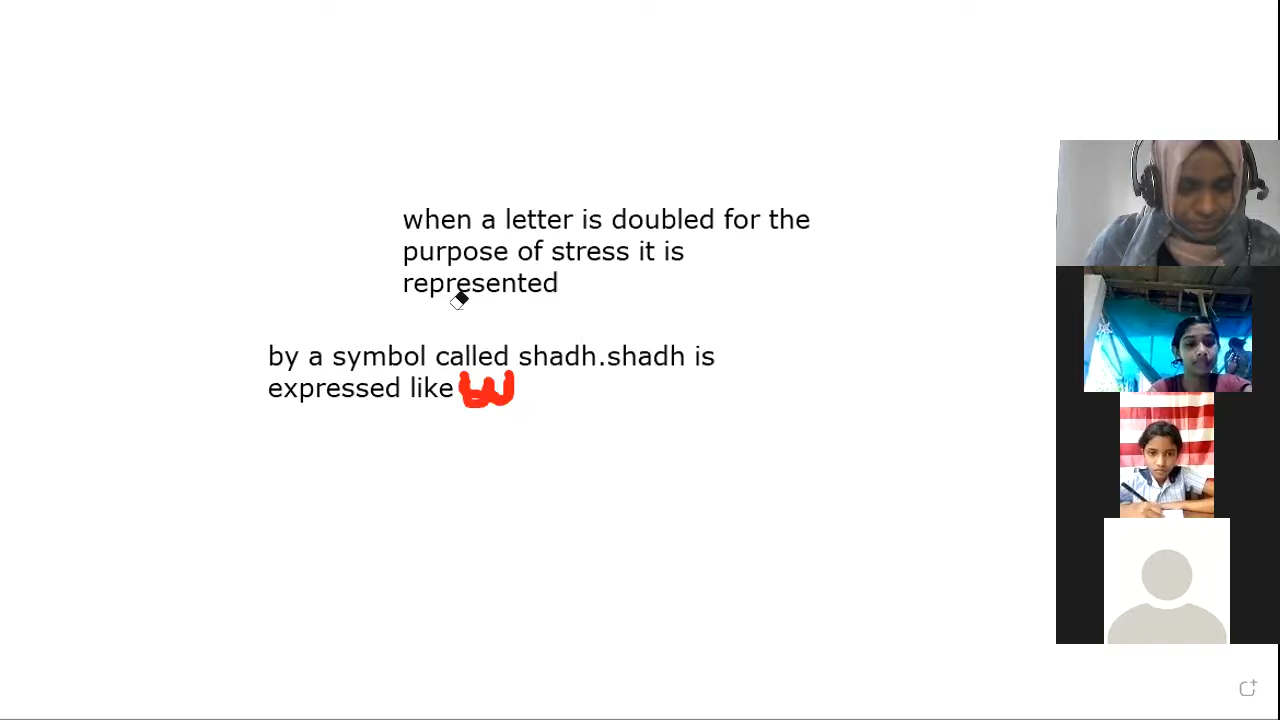 when a letter is doubled for the
purpose of stress it is
represented
by a symbol called shadh.shadh is
expressed like